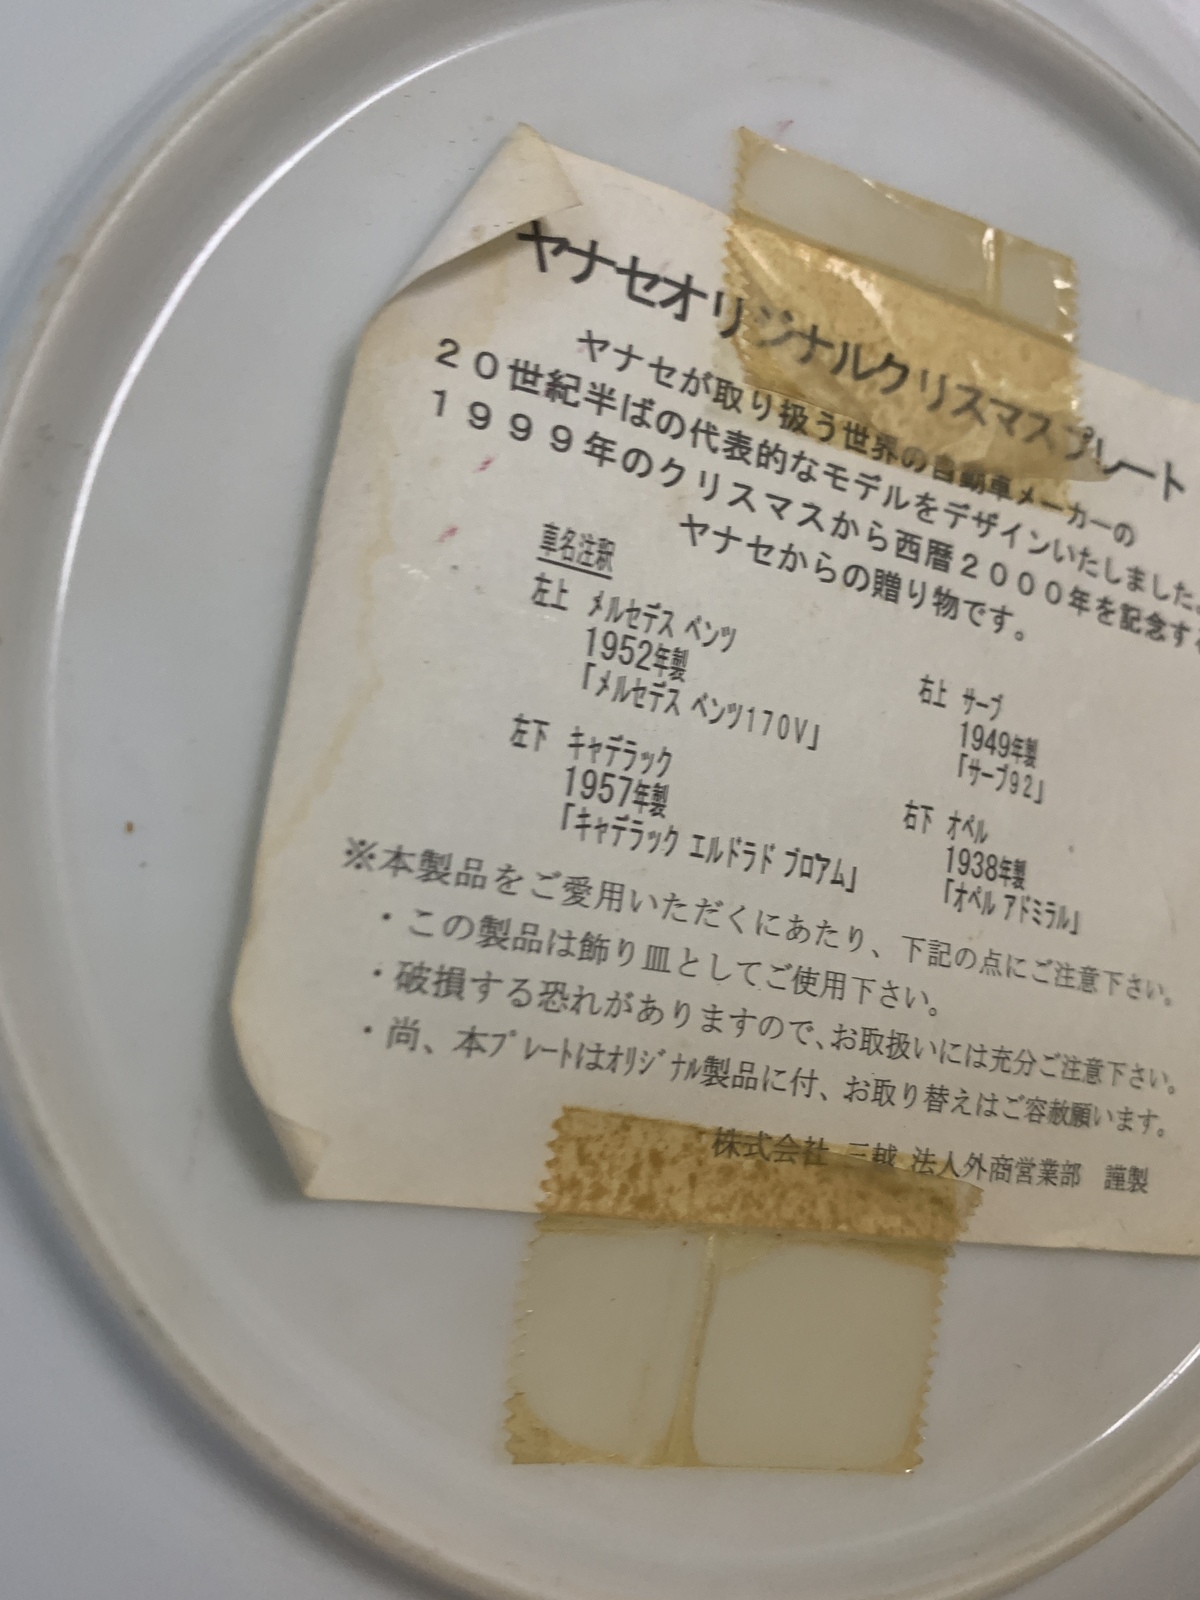 ヤナセオリジナルクリスマスプレート
ヤナセが取り扱う世界の自動車メーカーの
20世紀半ばの代表的なモデルをデザインいたしました。
1999年のクリスマスから西暦2000年を記念する
ヤナセからの贈り物です。
車名注釈
左上 メルセデス ベンツ
1952年製
「メルセデス ベンツ170V」
右上 サーブ
1949年製
「サーブ92」
左下 キャデラック
1957年製
「キャデラック エルドラド ブロアム」
右下 オペル
1938年製
「オペル アドミラル」
※本製品をご愛用いただくにあたり、下記の点にご注意下さい。
・この製品は飾り皿としてご使用下さい。
・破損する恐れがありますので、お取扱いには充分ご注意下さい。
・尚、本プレートはオリジナル製品に付、お取り替えはご容赦願います。
株式会社 三越 法人外商営業部 謹製